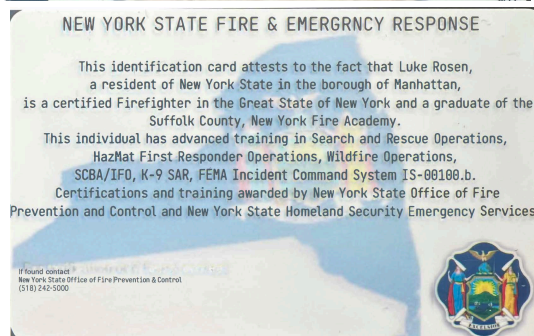 NEW YORK STATE FIRE & EMERGRNCY RESPONSE
This identification card attests to the fact that Luke Rosen,
a resident of New York State in the borough of Manhattan,
is a certified Firefighter in the Great State of New York and a graduate of the
Suffolk County, New York Fire Academy.
This individual has advanced training in Search and Rescue Operations,
HazMat First Responder Operations, Wildfire Operations,
SCBA/IFO, K-9 SAR, FEMA Incident Command System IS-00100.b.
Certifications and training awarded by New York State Office of Fire
Prevention and Control and New York State Homeland Security Emergency Services
If found contact
New York State Office of Fire Prevention & Control
(518) 242-5000
EXCELSIOR